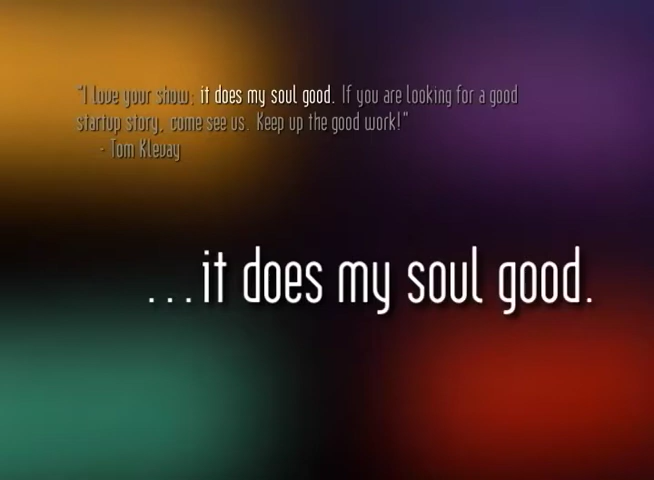 "I love your show; it does my soul good. If you are looking for a good
startup story, come see us. Keep up the good work!"
- Tom Klevay
...it does my soul good.